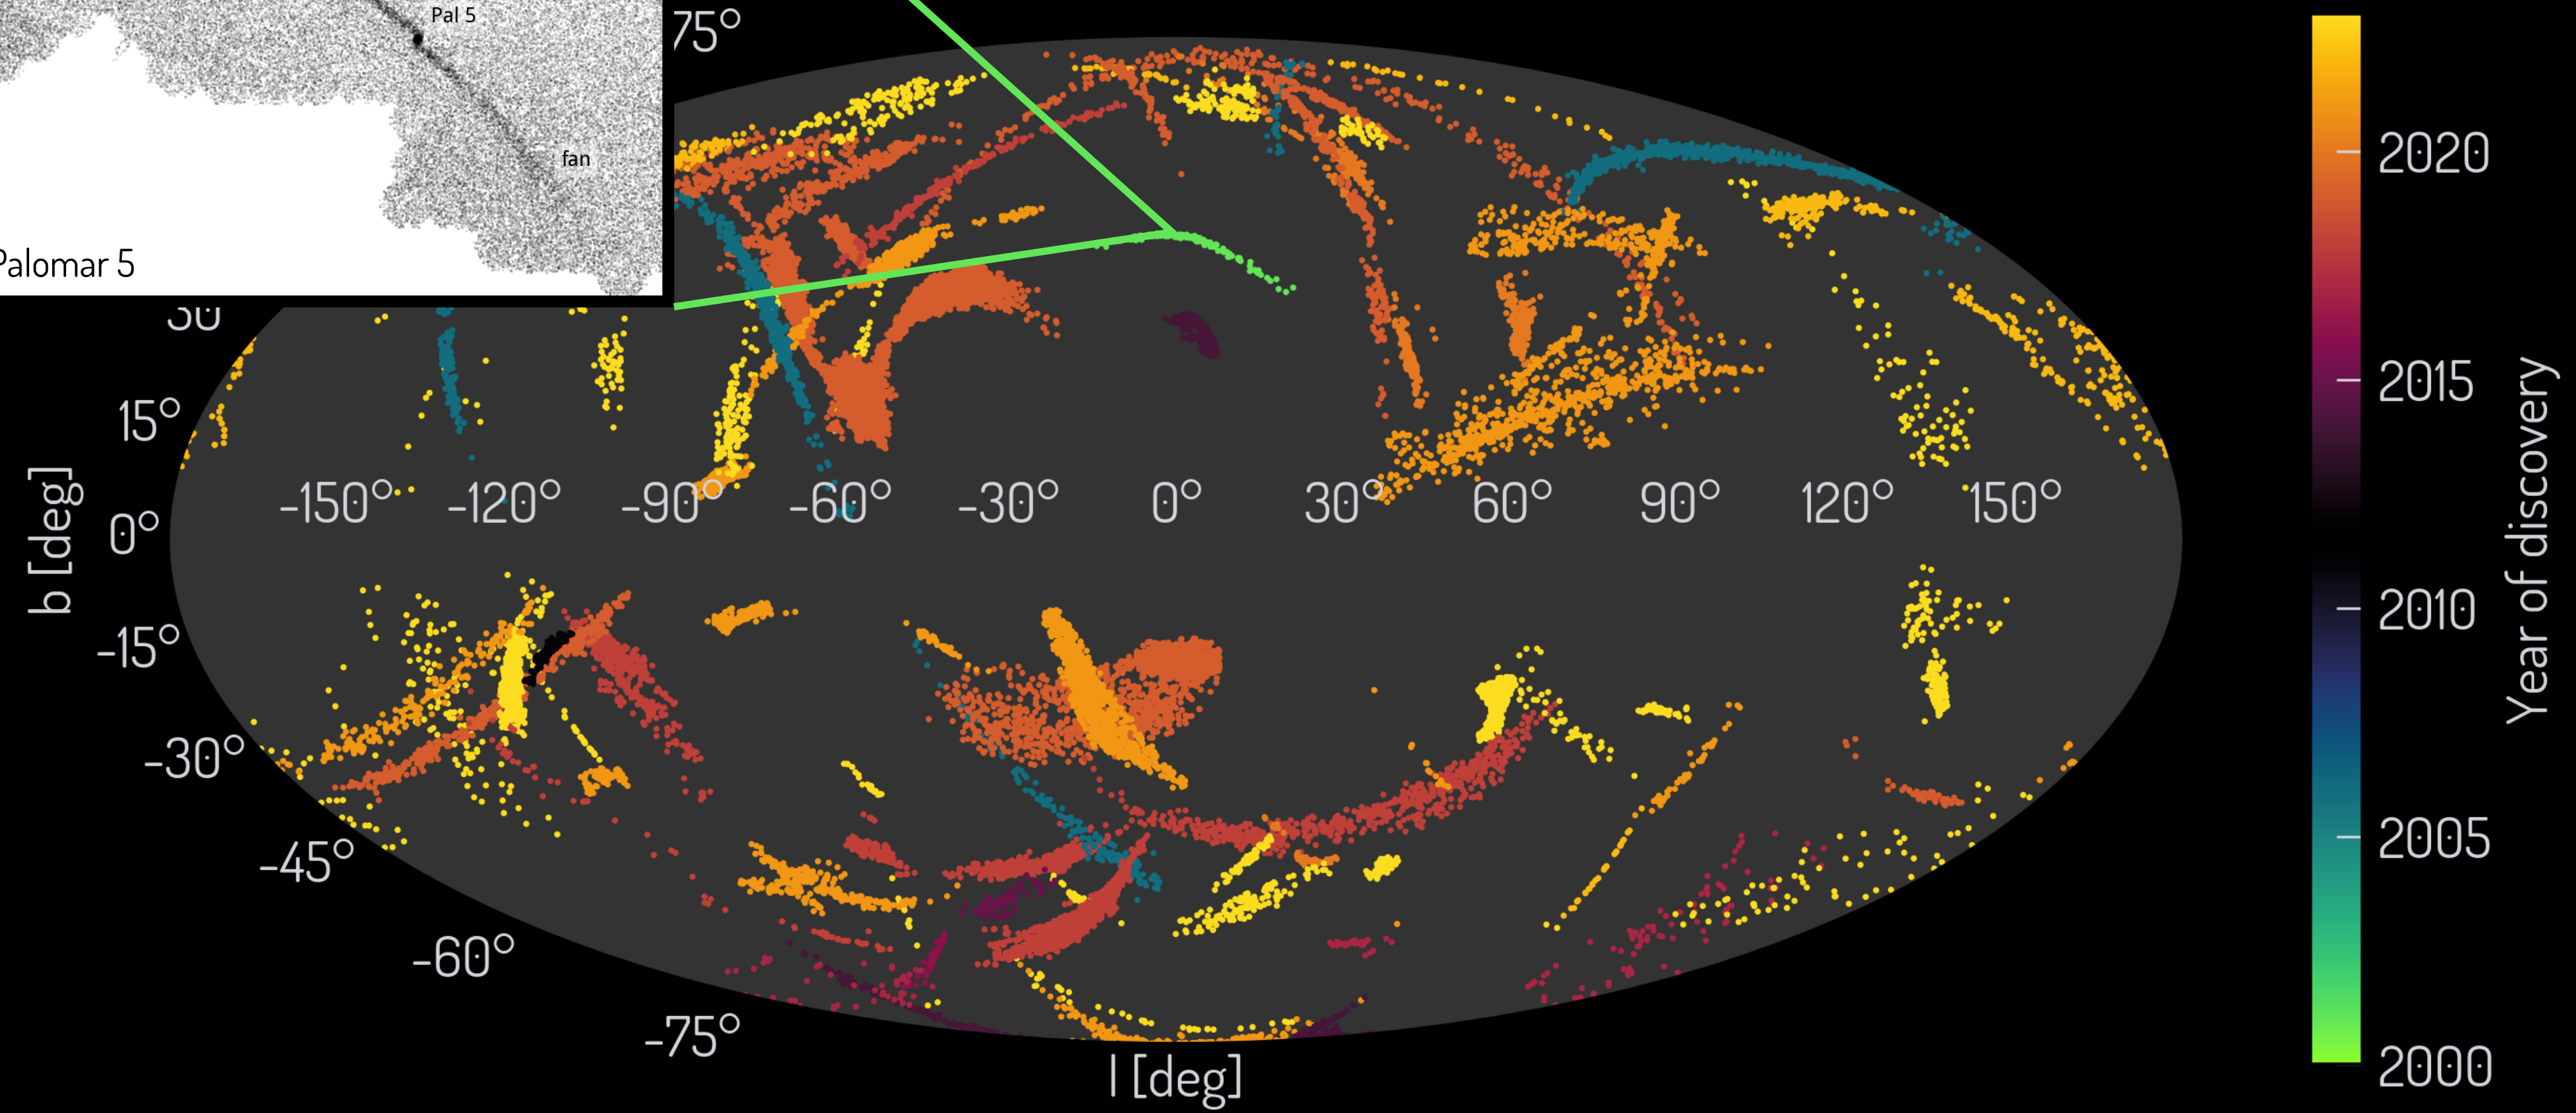 Pal 5
fan
Palomar 5
75°
30
15°
0°
-15°
-30°
-45°
-60°
-75°
-150° -120° -90° -60° -30° 0° 30° 60° 90° 120° 150°
b [deg]
l [deg]
2020
2015
2010
2005
2000
Year of discovery